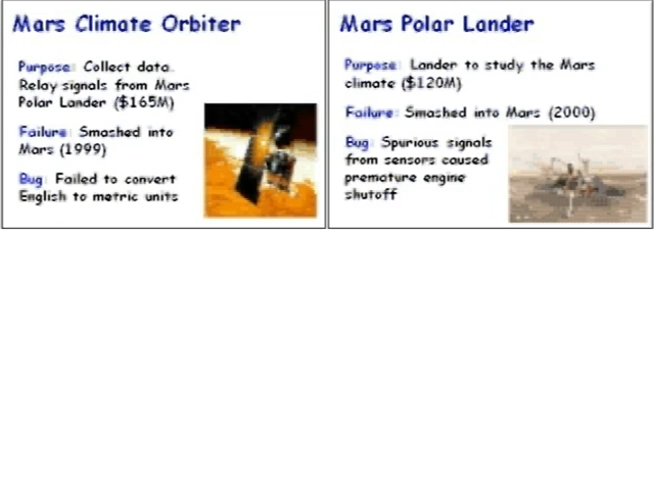 Mars Climate Orbiter
Purpose: Collect data.
Relay signals from Mars
Polar Lander ($165M)
Failure: Smashed into
Mars (1999)
Bug: Failed to convert
English to metric units
Mars Polar Lander
Purpose: Lander to study the Mars
climate ($120M)
Failure: Smashed into Mars (2000)
Bug: Spurious signals
from sensors caused
premature engine
shutoff